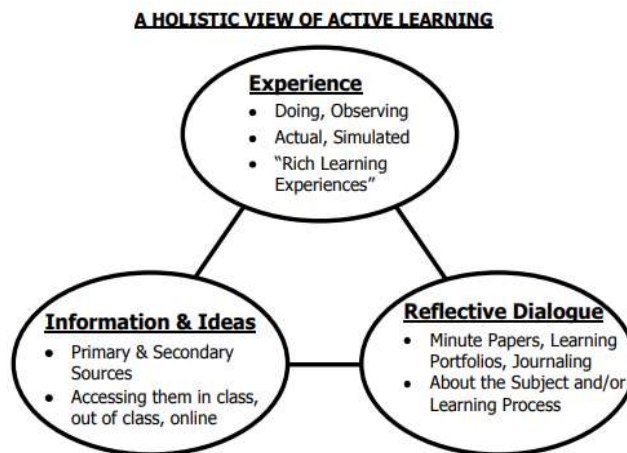 A HOLISTIC VIEW OF ACTIVE LEARNING
Experience
• Doing, Observing
• Actual, Simulated
• “Rich Learning
Experiences”
Information & Ideas
• Primary & Secondary
Sources
• Accessing them in class,
out of class, online
Reflective Dialogue
• Minute Papers, Learning
Portfolios, Journaling
• About the Subject and/or
Learning Process